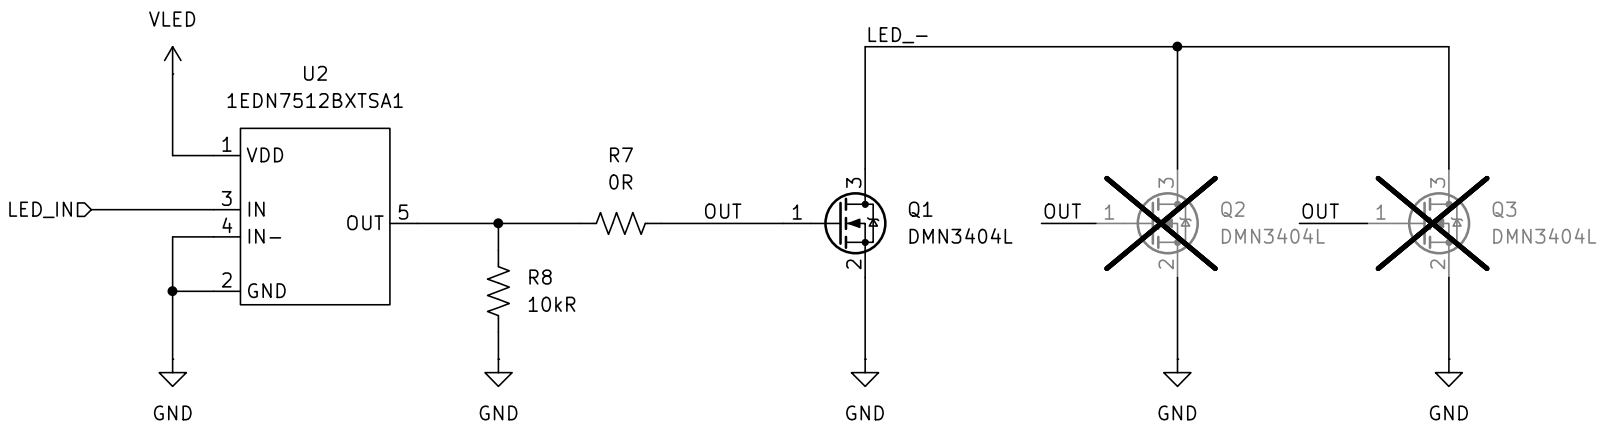 VLED
U2
1EDN7512BXTSA1
1
VDD
LED_IN
3
IN
4
IN-
2
GND
OUT
5
R7
0R
R8
10kR
OUT
1
LED_-
3
2
Q1
DMN3404L
OUT
1
3
2
Q2
DMN3404L
OUT
1
3
2
Q3
DMN3404L
GND
GND
GND
GND
GND